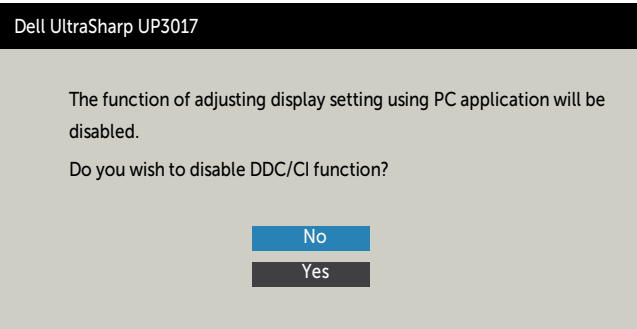 Dell UltraSharp UP3017
The function of adjusting display setting using PC application will be
disabled.
Do you wish to disable DDC/CI function?
No
Yes